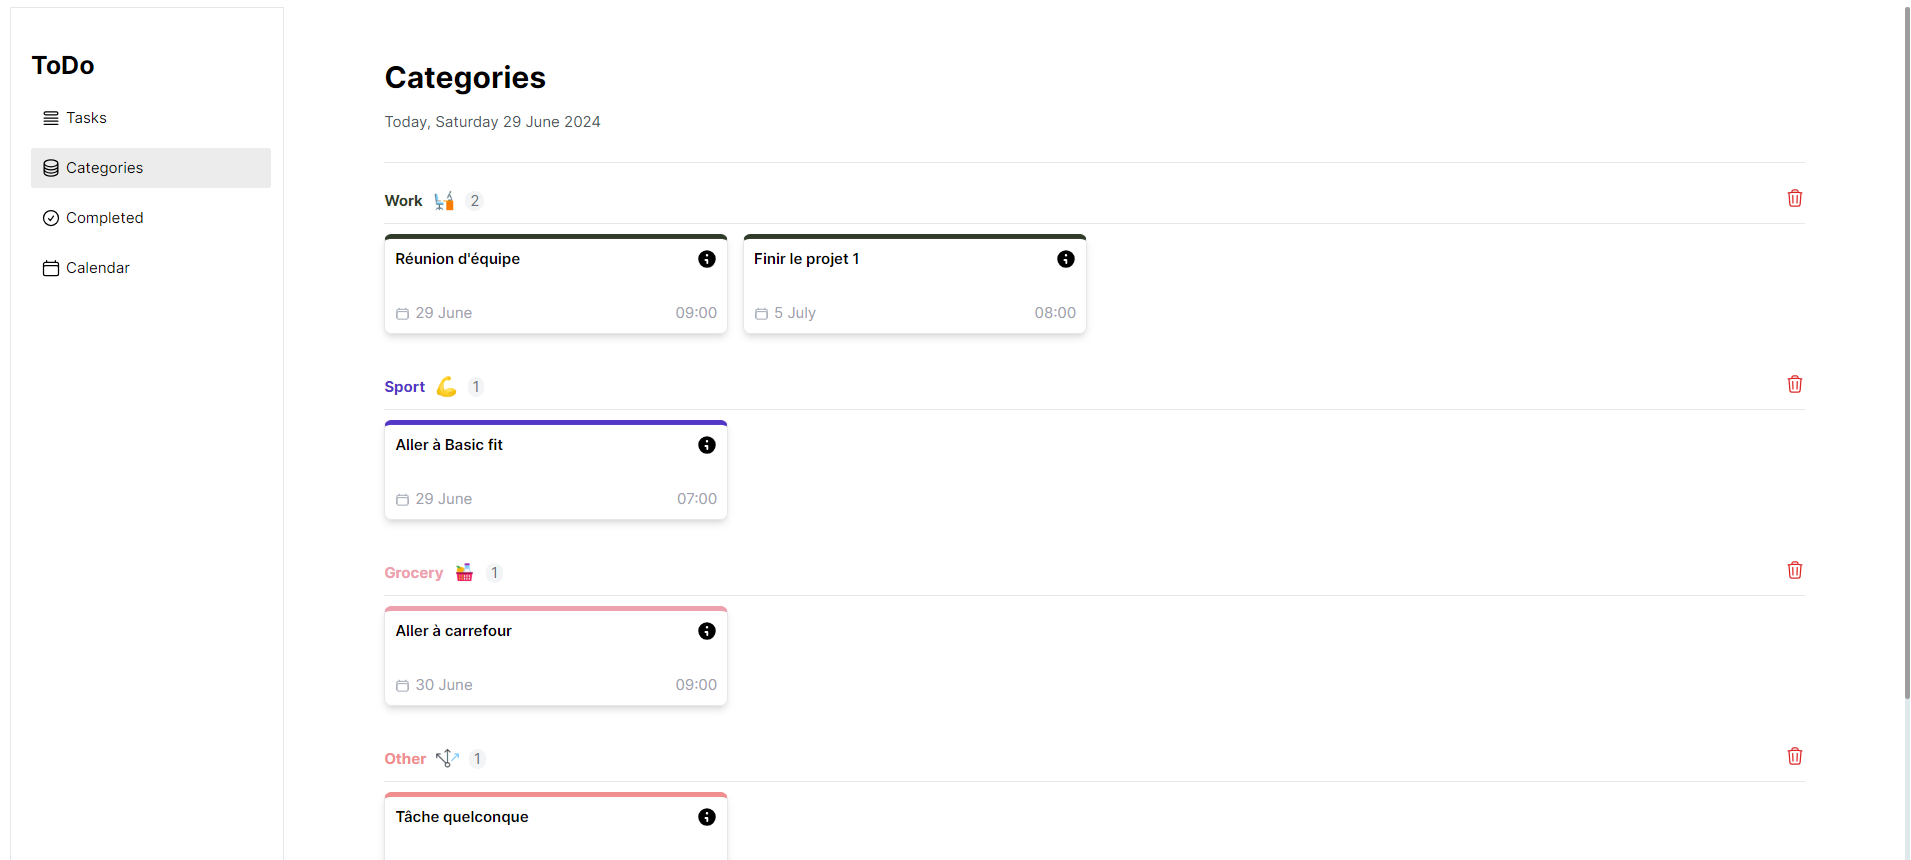 ToDo
Tasks
Categories
Completed
Calendar
Categories
Today, Saturday 29 June 2024
Work 2
Réunion d'équipe
29 June 09:00
Finir le projet 1
5 July 08:00
Sport 1
Aller à Basic fit
29 June 07:00
Grocery 1
Aller à carrefour
30 June 09:00
Other 1
Tâche quelconque